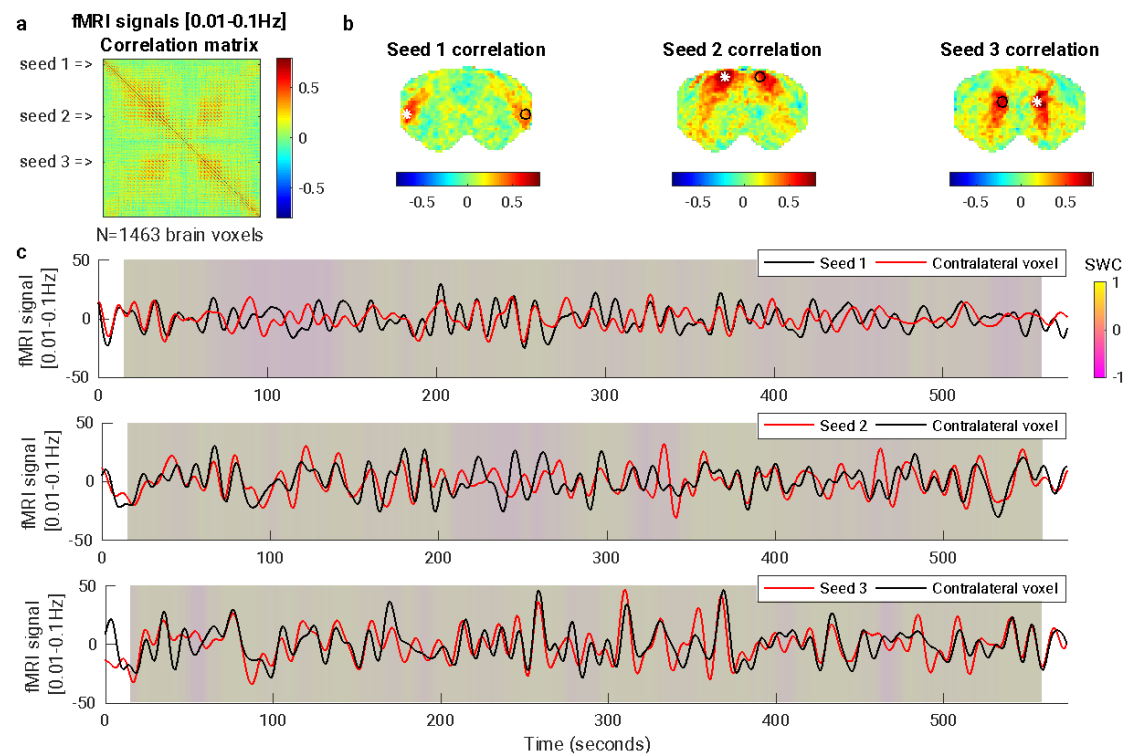 a
fMRI signals [0.01-0.1Hz]
Correlation matrix
seed 1 =>
seed 2 =>
seed 3 =>
0.5
0
-0.5
N=1463 brain voxels
b
Seed 1 correlation
Seed 2 correlation
Seed 3 correlation
-0.5 0 0.5
-0.5 0 0.5
-0.5 0 0.5
c
fMRI signal
[0.01-0.1Hz]
50
0
-50
Seed 1 Contralateral voxel
0 100 200 300 400 500
SWC
1
0
-1
fMRI signal
[0.01-0.1Hz]
50
0
-50
Seed 2 Contralateral voxel
0 100 200 300 400 500
fMRI signal
[0.01-0.1Hz]
50
0
-50
Seed 3 Contralateral voxel
0 100 200 300 400 500
Time (seconds)